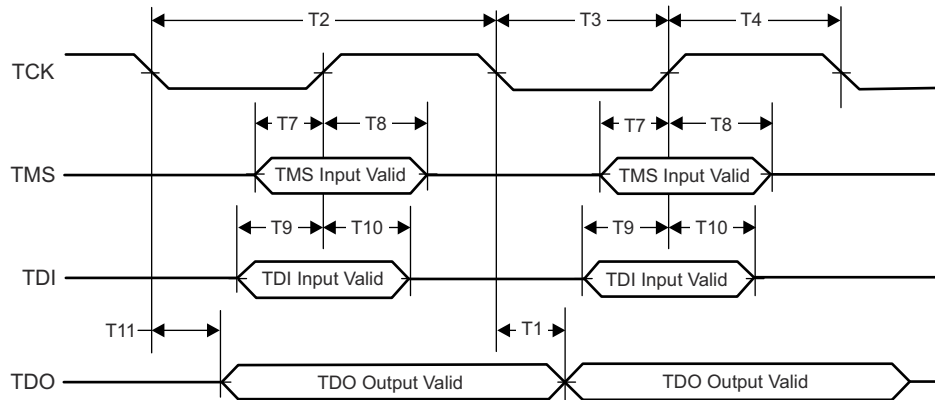 T2 T3 T4
TCK
T7 T8 T7 T8
TMS TMS Input Valid TMS Input Valid
T9 T10 T9 T10
TDI TDI Input Valid TDI Input Valid
T11 T1
TDO TDO Output Valid TDO Output Valid